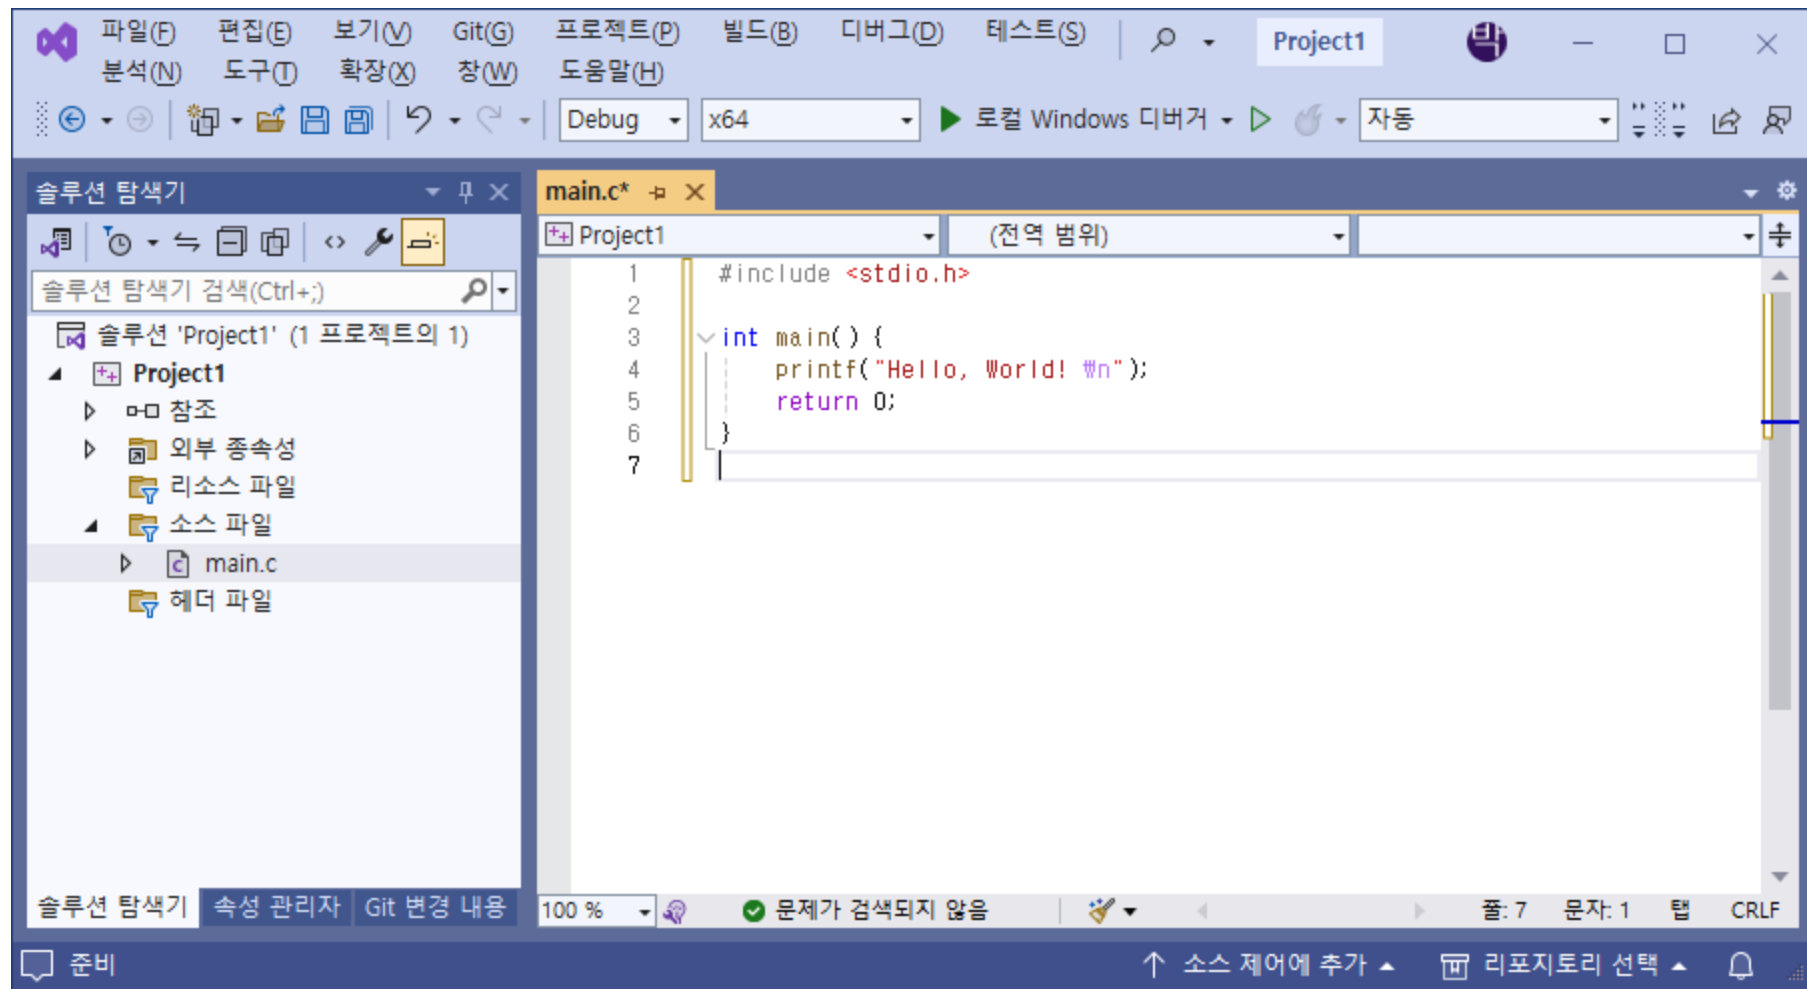 파일(F) 편집(E) 보기(V) Git(G) 프로젝트(P) 빌드(B) 디버그(D) 테스트(S) Project1 박
분석(N) 도구(T) 확장(X) 창(W) 도움말(H)
Debug x64 로컬 Windows 디버거 자동
솔루션 탐색기
솔루션 탐색기 검색(Ctrl+;)
솔루션 'Project1' (1 프로젝트의 1)
Project1
참조
외부 종속성
리소스 파일
소스 파일
main.c
헤더 파일
솔루션 탐색기 속성 관리자 Git 변경 내용
main.c*
Project1 (전역 범위)
1 #include <stdio.h>
2
3 int main() {
4 printf("Hello, World! ₩n");
5 return 0;
6 }
7
100 % 문제가 검색되지 않음 줄: 7 문자: 1 탭 CRLF
준비 소스 제어에 추가 리포지토리 선택